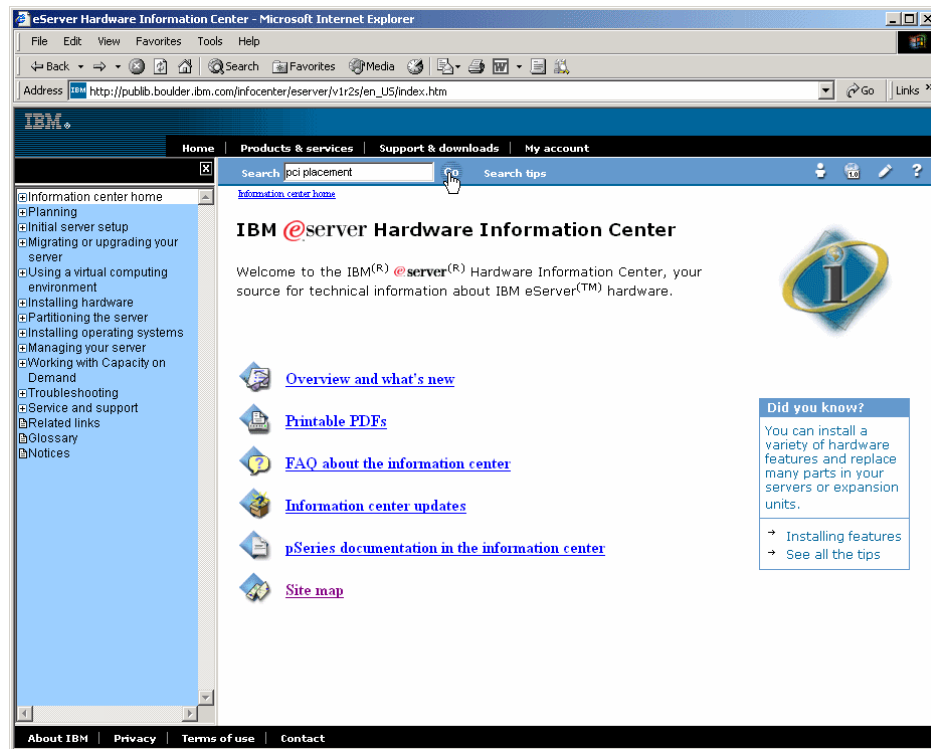 eServer Hardware Information Center - Microsoft Internet Explorer
File Edit View Favorites Tools Help
Back Search Favorites Media
Address http://publib.boulder.ibm.com/infocenter/eserver/v1r2s/en_US/index.htm Go Links »
IBM
Home | Products & services | Support & downloads | My account
Search pci placement Go Search tips
Information center home
Information center home
Planning
Initial server setup
Migrating or upgrading your
server
Using a virtual computing
environment
Installing hardware
Partitioning the server
Installing operating systems
Managing your server
Working with Capacity on
Demand
Troubleshooting
Service and support
Related links
Glossary
Notices
IBM eserver Hardware Information Center
Welcome to the IBM(R) eserver(R) Hardware Information Center, your
source for technical information about IBM eServer(TM) hardware.
Overview and what's new
Printable PDFs
FAQ about the information center
Information center updates
pSeries documentation in the information center
Site map
Did you know?
You can install a
variety of hardware
features and replace
many parts in your
servers or expansion
units.
→ Installing features
→ See all the tips
About IBM | Privacy | Terms of use | Contact